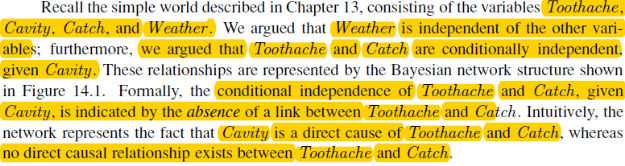 Recall the simple world described in Chapter 13, consisting of the variables Toothache,
Cavity, Catch, and Weather. We argued that Weather is independent of the other vari-
ables; furthermore, we argued that Toothache and Catch are conditionally independent,
given Cavity. These relationships are represented by the Bayesian network structure shown
in Figure 14.1. Formally, the conditional independence of Toothache and Catch, given
Cavity, is indicated by the absence of a link between Toothache and Catch. Intuitively, the
network represents the fact that Cavity is a direct cause of Toothache and Catch, whereas
no direct causal relationship exists between Toothache and Catch.